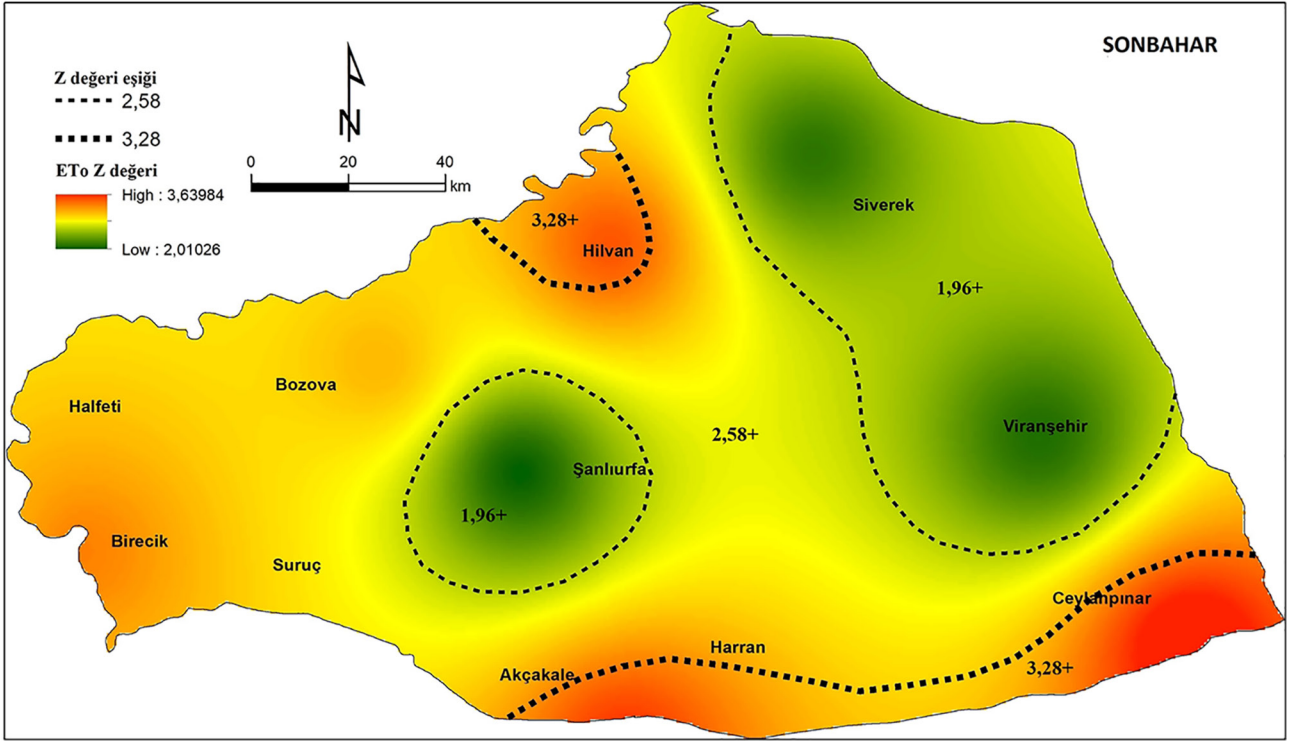 SONBAHAR
Z değeri eşiği
2,58
3,28
ETo Z değeri
High : 3,63984
Low : 2,01026
N
0 20 40
km
Siverek
3,28+
Hilvan
1,96+
Bozova
Halfeti
Viranşehir
2,58+
Şanlıurfa
1,96+
Birecik
Suruç
Ceylanpınar
Harran
3,28+
Akçakale